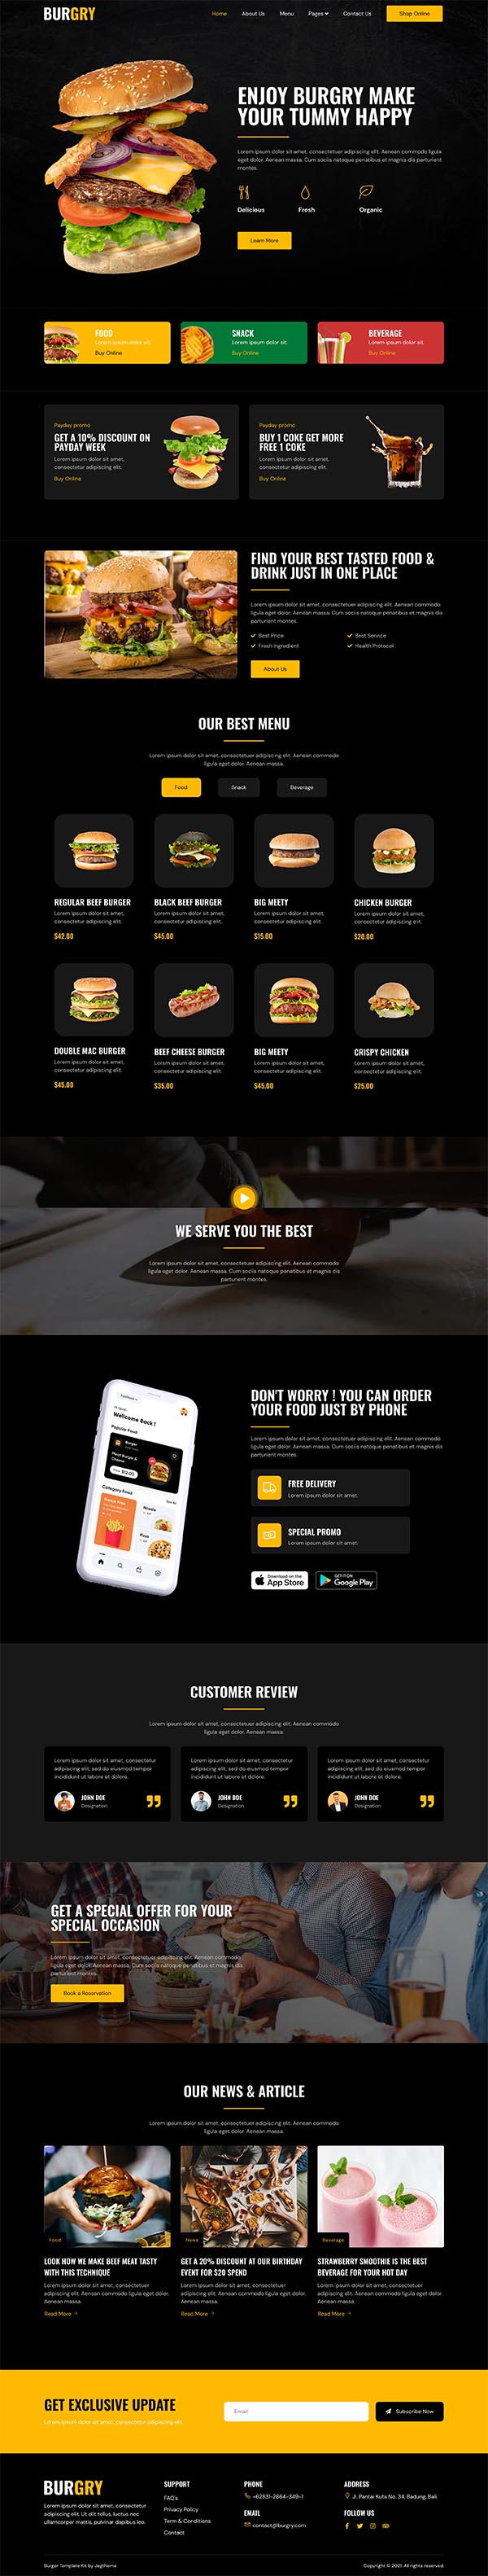 BURGRY
Home About Us Menu Pages Contact Us Shop Online
ENJOY BURGRY MAKE
YOUR TUMMY HAPPY
Lorem ipsum dolor sit amet, consectetuer adipiscing elit. Aenean commodo ligula
eget dolor. Aenean massa. Cum sociis natoque penatibus et magnis dis parturient
montes.
Delicious Fresh Organic
Learn More
FOOD
Lorem ipsum dolor sit.
Buy Online
SNACK
Lorem ipsum dolor sit.
Buy Online
BEVERAGE
Lorem ipsum dolor sit.
Buy Online
Payday promo
GET A 10% DISCOUNT ON
PAYDAY WEEK
Lorem ipsum dolor sit amet,
consectetur adipiscing elit.
Buy Online
Payday promo
BUY 1 COKE GET MORE
FREE 1 COKE
Lorem ipsum dolor sit amet,
consectetur adipiscing elit.
Buy Online
FIND YOUR BEST TASTED FOOD &
DRINK JUST IN ONE PLACE
Lorem ipsum dolor sit amet, consectetuer adipiscing elit. Aenean commodo
ligula eget dolor. Aenean massa. Cum sociis natoque penatibus et magnis dis
parturient montes.
Best Price Best Service
Fresh Ingredient Health Protocol
About Us
OUR BEST MENU
Lorem ipsum dolor sit amet, consectetuer adipiscing elit. Aenean commodo
ligula eget dolor. Aenean massa.
Food Snack Beverage
REGULAR BEEF BURGER
Lorem ipsum dolor sit amet,
consectetur adipiscing elit.
$42.00
BLACK BEEF BURGER
Lorem ipsum dolor sit amet,
consectetur adipiscing elit.
$45.00
BIG MEETY
Lorem ipsum dolor sit amet,
consectetur adipiscing elit.
$15.00
CHICKEN BURGER
Lorem ipsum dolor sit amet,
consectetur adipiscing elit.
$20.00
DOUBLE MAC BURGER
Lorem ipsum dolor sit amet,
consectetur adipiscing elit.
$45.00
BEEF CHEESE BURGER
Lorem ipsum dolor sit amet,
consectetur adipiscing elit.
$35.00
BIG MEETY
Lorem ipsum dolor sit amet,
consectetur adipiscing elit.
$45.00
CRISPY CHICKEN
Lorem ipsum dolor sit amet,
consectetur adipiscing elit.
$25.00
WE SERVE YOU THE BEST
Lorem ipsum dolor sit amet, consectetuer adipiscing elit. Aenean commodo
ligula eget dolor. Aenean massa. Cum sociis natoque penatibus et magnis dis
parturient montes.
Welcome Back !
Popular Food
Burger
Meat Burger &
Cheese
$12.00
Category Food
Noodle
Pizza
DON'T WORRY ! YOU CAN ORDER
YOUR FOOD JUST BY PHONE
Lorem ipsum dolor sit amet, consectetuer adipiscing elit. Aenean commodo
ligula eget dolor. Aenean massa. Cum sociis natoque penatibus et magnis dis
parturient montes.
FREE DELIVERY
Lorem ipsum dolor sit amet.
SPECIAL PROMO
Lorem ipsum dolor sit amet.
Download on the
App Store
GET IT ON
Google Play
CUSTOMER REVIEW
Lorem ipsum dolor sit amet, consectetuer adipiscing elit. Aenean commodo
ligula eget dolor. Aenean massa.
Lorem ipsum dolor sit amet, consectetur
adipiscing elit, sed do eiusmod tempor
incididunt ut labore et dolore.
JOHN DOE
Designation
Lorem ipsum dolor sit amet, consectetur
adipiscing elit, sed do eiusmod tempor
incididunt ut labore et dolore.
JOHN DOE
Designation
Lorem ipsum dolor sit amet, consectetur
adipiscing elit, sed do eiusmod tempor
incididunt ut labore et dolore.
JOHN DOE
Designation
GET A SPECIAL OFFER FOR YOUR
SPECIAL OCCASION
Lorem ipsum dolor sit amet, consectetuer adipiscing elit. Aenean commodo
ligula eget dolor. Aenean massa. Cum sociis natoque penatibus et magnis dis
parturient montes.
Book a Reservation
OUR NEWS & ARTICLE
Lorem ipsum dolor sit amet, consectetuer adipiscing elit. Aenean commodo
ligula eget dolor. Aenean massa.
Food
LOOK HOW WE MAKE BEEF MEAT TASTY
WITH THIS TECHNIQUE
Lorem ipsum dolor sit amet, consectetuer
adipiscing elit. Aenean commodo ligula eget dolor.
Aenean massa.
Read More
News
GET A 20% DISCOUNT AT OUR BIRTHDAY
EVENT FOR $20 SPEND
Lorem ipsum dolor sit amet, consectetuer
adipiscing elit. Aenean commodo ligula eget dolor.
Aenean massa.
Read More
Beverage
STRAWBERRY SMOOTHIE IS THE BEST
BEVERAGE FOR YOUR HOT DAY
Lorem ipsum dolor sit amet, consectetuer
adipiscing elit. Aenean commodo ligula eget dolor.
Aenean massa.
Read More
GET EXCLUSIVE UPDATE
Lorem ipsum dolor sit amet, consectetur adipiscing elit.
Email
Subscribe Now
BURGRY
Lorem ipsum dolor sit amet, consectetur
adipiscing elit. Ut elit tellus, luctus nec
ullamcorper mattis, pulvinar dapibus leo.
SUPPORT
FAQ's
Privacy Policy
Term & Conditions
Contact
PHONE
+62831-2864-349-1
EMAIL
contact@burgry.com
ADDRESS
Jl. Pantai Kuta No. 34, Badung, Bali
FOLLOW US
Burger Template Kit by Jegtheme
Copyright © 2021. All rights reserved.